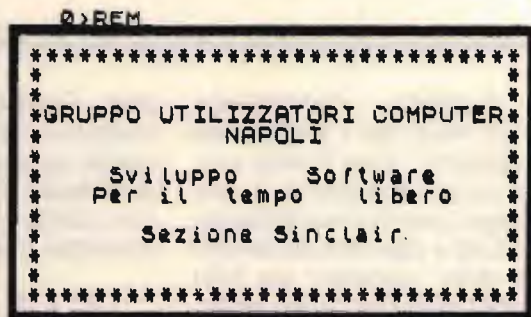 0>REM
******************************
*
*GRUPPO UTILIZZATORI COMPUTER*
* NAPOLI *
* Sviluppo Software *
* Per il tempo libero *
* Sezione Sinclair. *
******************************